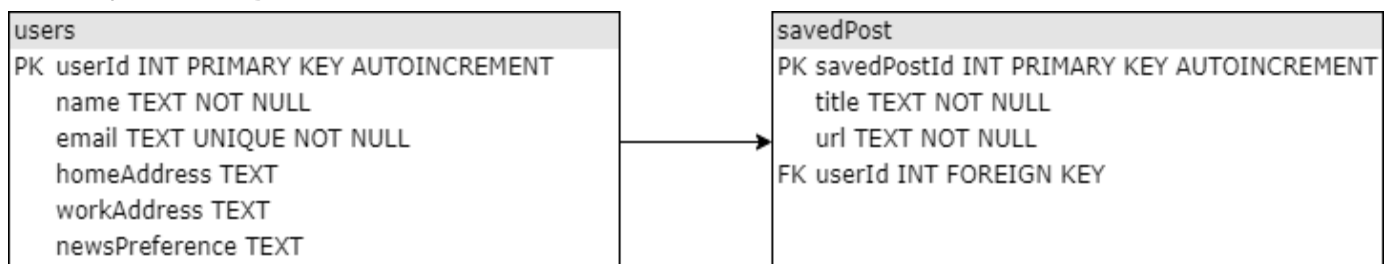 users
PK userId INT PRIMARY KEY AUTOINCREMENT
name TEXT NOT NULL
email TEXT UNIQUE NOT NULL
homeAddress TEXT
workAddress TEXT
newsPreference TEXT
savedPost
PK savedPostId INT PRIMARY KEY AUTOINCREMENT
title TEXT NOT NULL
url TEXT NOT NULL
FK userId INT FOREIGN KEY